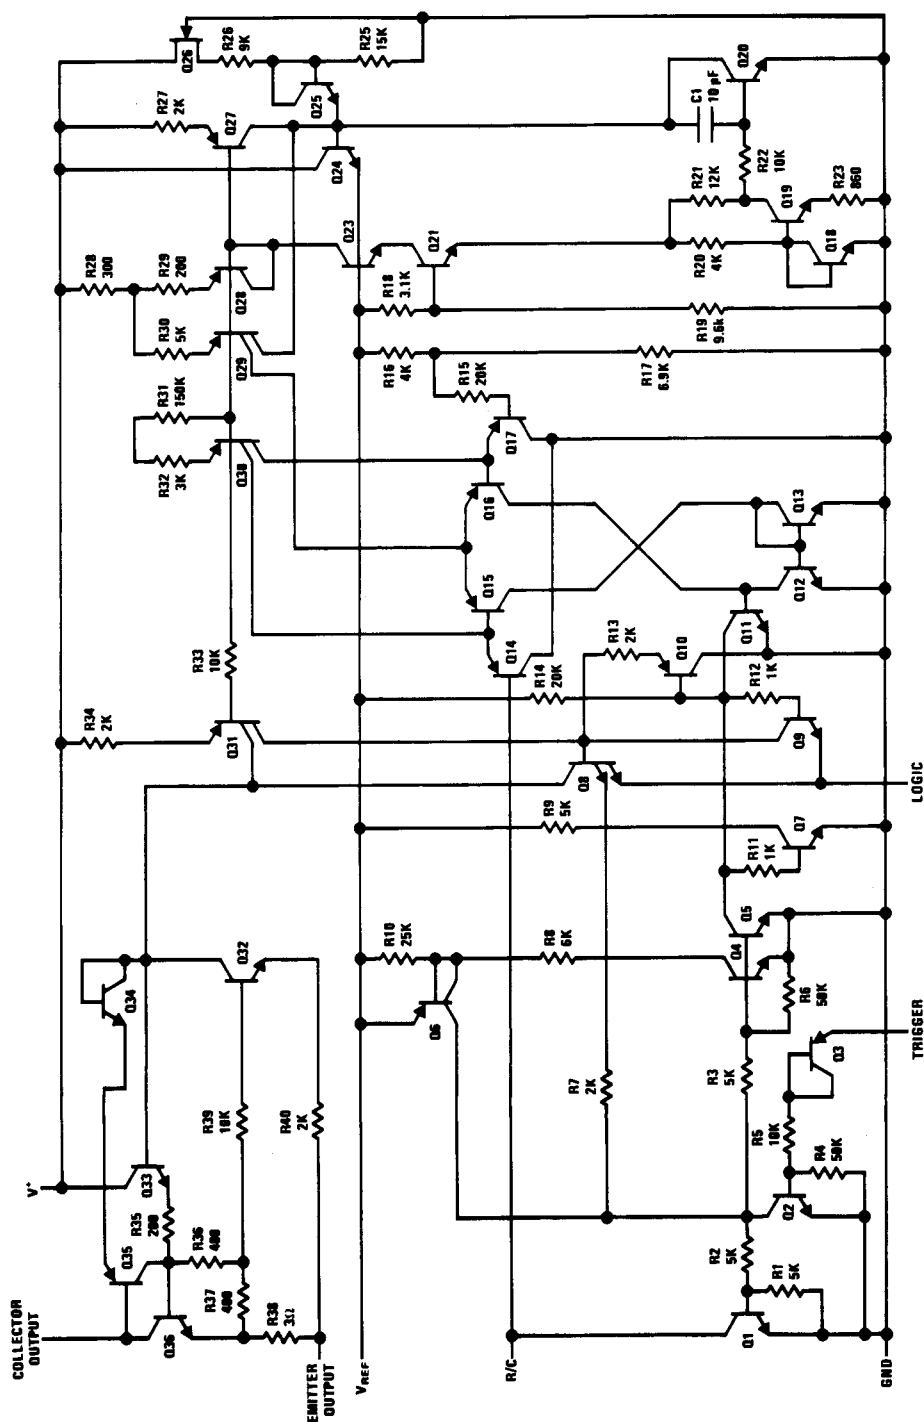 COLLECTOR
OUTPUT
V+
Q35
R35
200
Q33
Q34
R34
2K
R28
300
R27
2K
Q26
R26
9K
R25
15K
Q36
R36
400
R37
400
R38
3Ω
R39
10K
R40
2K
Q32
Q31
R33
10K
R32
3K
R31
150K
R30
5K
R29
200
Q30
Q29
Q28
Q27
Q25
Q24
EMITTER
OUTPUT
VREF
Q6
R10
25K
R9
5K
R14
20K
R16
4K
R15
20K
R18
3.1K
Q23
Q21
R/C
R7
2K
R8
6K
Q8
R13
2K
Q10
Q14
Q15
Q16
Q17
R17
6.9K
R19
9.6k
R20
4K
R21
12K
C1
10 pF
R22
10K
Q20
Q1
R2
5K
R1
5K
Q2
R5
10K
R4
50K
R3
5K
Q3
Q4
Q5
R6
50K
R11
1K
Q7
Q9
R12
1K
Q11
Q12
Q13
Q18
Q19
R23
860
GND
TRIGGER
LOGIC